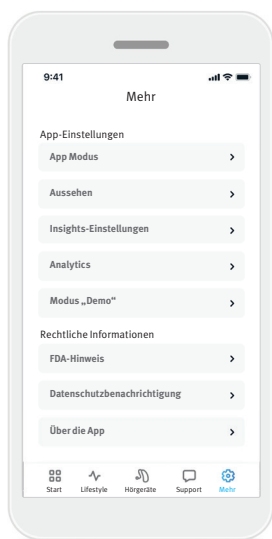 9:41
Mehr
App-Einstellungen
App Modus
Aussehen
Insights-Einstellungen
Analytics
Modus „Demo“
Rechtliche Informationen
FDA-Hinweis
Datenschutzbenachrichtigung
Über die App
Start Lifestyle Hörgeräte Support Mehr